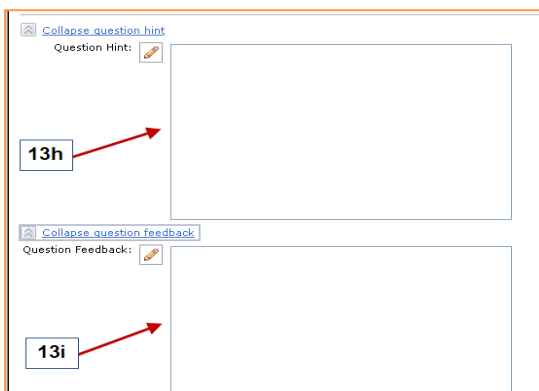 Collapse question hint
Question Hint:
13h
Collapse question feedback
Question Feedback:
13i